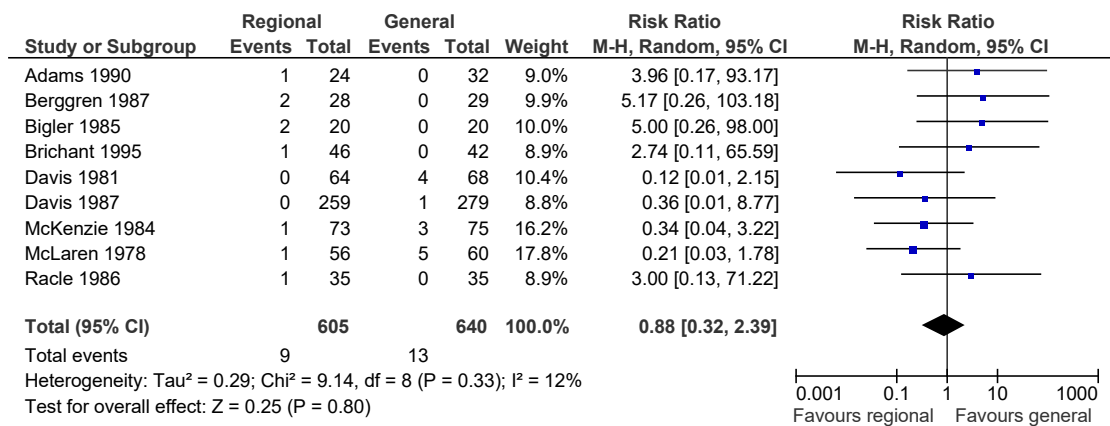 Regional General Risk Ratio Risk Ratio
Study or Subgroup Events Total Events Total Weight M-H, Random, 95% CI M-H, Random, 95% CI
Adams 1990 1 24 0 32 9.0% 3.96 [0.17, 93.17]
Berggren 1987 2 28 0 29 9.9% 5.17 [0.26, 103.18]
Bigler 1985 2 20 0 20 10.0% 5.00 [0.26, 98.00]
Brichant 1995 1 46 0 42 8.9% 2.74 [0.11, 65.59]
Davis 1981 0 64 4 68 10.4% 0.12 [0.01, 2.15]
Davis 1987 0 259 1 279 8.8% 0.36 [0.01, 8.77]
McKenzie 1984 1 73 3 75 16.2% 0.34 [0.04, 3.22]
McLaren 1978 1 56 5 60 17.8% 0.21 [0.03, 1.78]
Racle 1986 1 35 0 35 8.9% 3.00 [0.13, 71.22]
Total (95% CI) 605 640 100.0% 0.88 [0.32, 2.39]
Total events 9 13
Heterogeneity: Tau² = 0.29; Chi² = 9.14, df = 8 (P = 0.33); I² = 12%
Test for overall effect: Z = 0.25 (P = 0.80)
0.001 0.1 1 10 1000
Favours regional Favours general